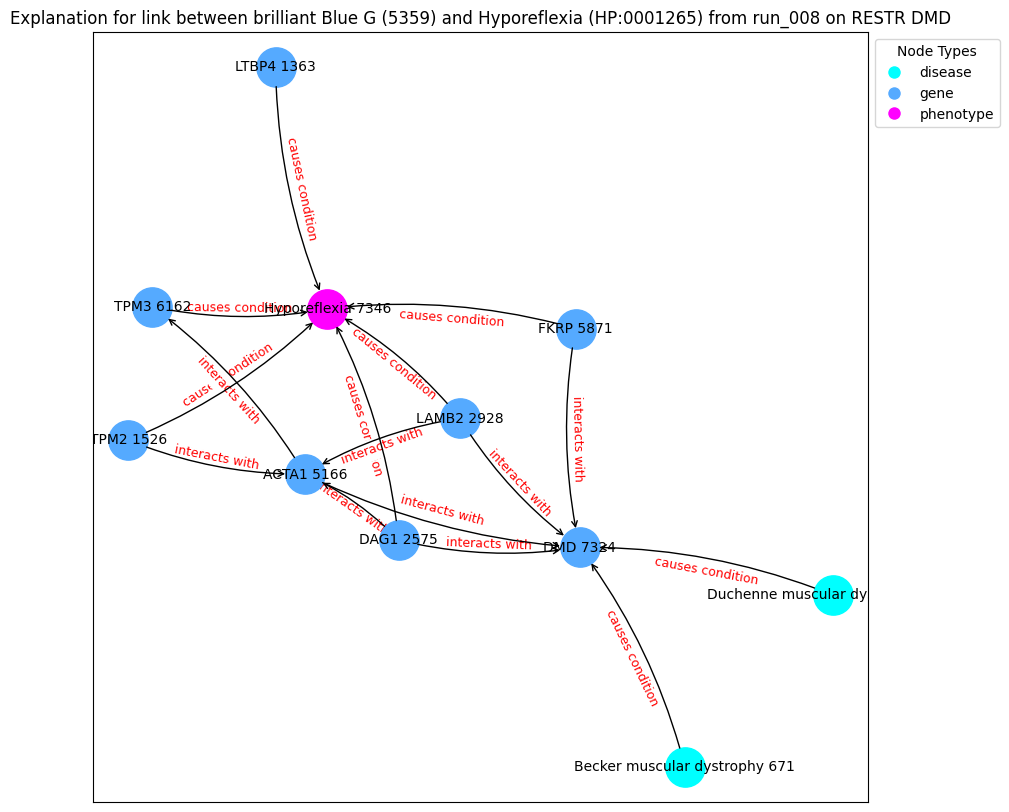 Explanation for link between brilliant Blue G (5359) and Hyporeflexia (HP:0001265) from run_008 on RESTR DMD
Node Types
disease
gene
phenotype
LTBP4 1363
causes condition
TPM3 6162
causes condition
Hyporeflexia 7346
causes condition
FKRP 5871
causes condition
interacts with
causes condition
interacts with
LAMB2 2928
TPM2 1526
interacts with
interacts with
causes
ACTA1 5166
interacts with
interacts with
interacts with
DAG1 2575
interacts with
DMD 7324
causes condition
Duchenne muscular dy
causes condition
Becker muscular dystrophy 671